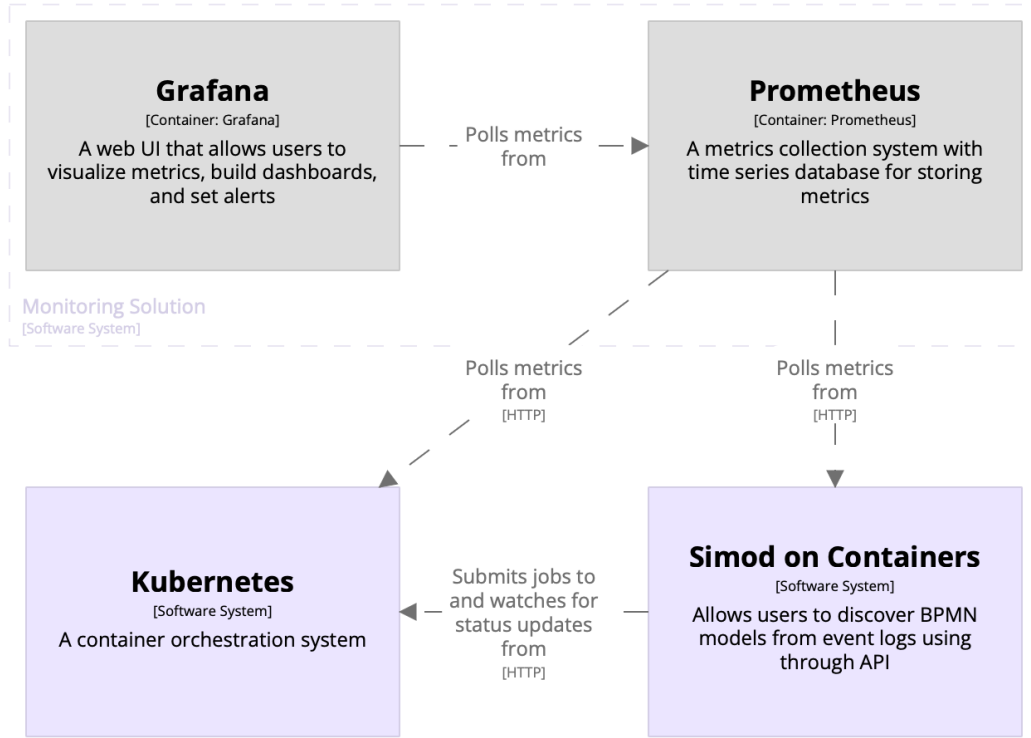 Grafana
[Container: Grafana]
A web UI that allows users to
visualize metrics, build dashboards,
and set alerts
Polls metrics
from
Prometheus
[Container: Prometheus]
A metrics collection system with
time series database for storing
metrics
Monitoring Solution
[Software System]
Polls metrics
from
[HTTP]
Polls metrics
from
[HTTP]
Kubernetes
[Software System]
A container orchestration system
Submits jobs to
and watches for
status updates
from
[HTTP]
Simod on Containers
[Software System]
Allows users to discover BPMN
models from event logs using
through API